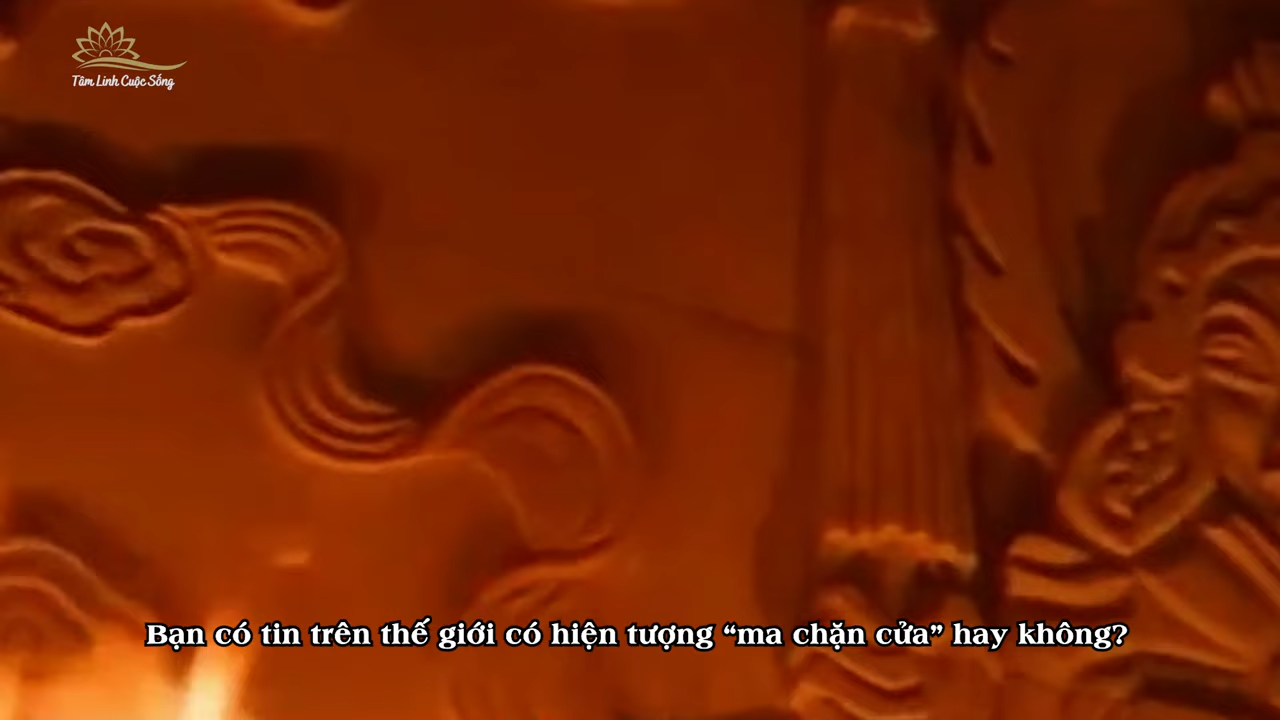 Tâm Linh Cuộc Sống
Bạn có tin trên thế giới có hiện tượng “ma chặn cửa” hay không?